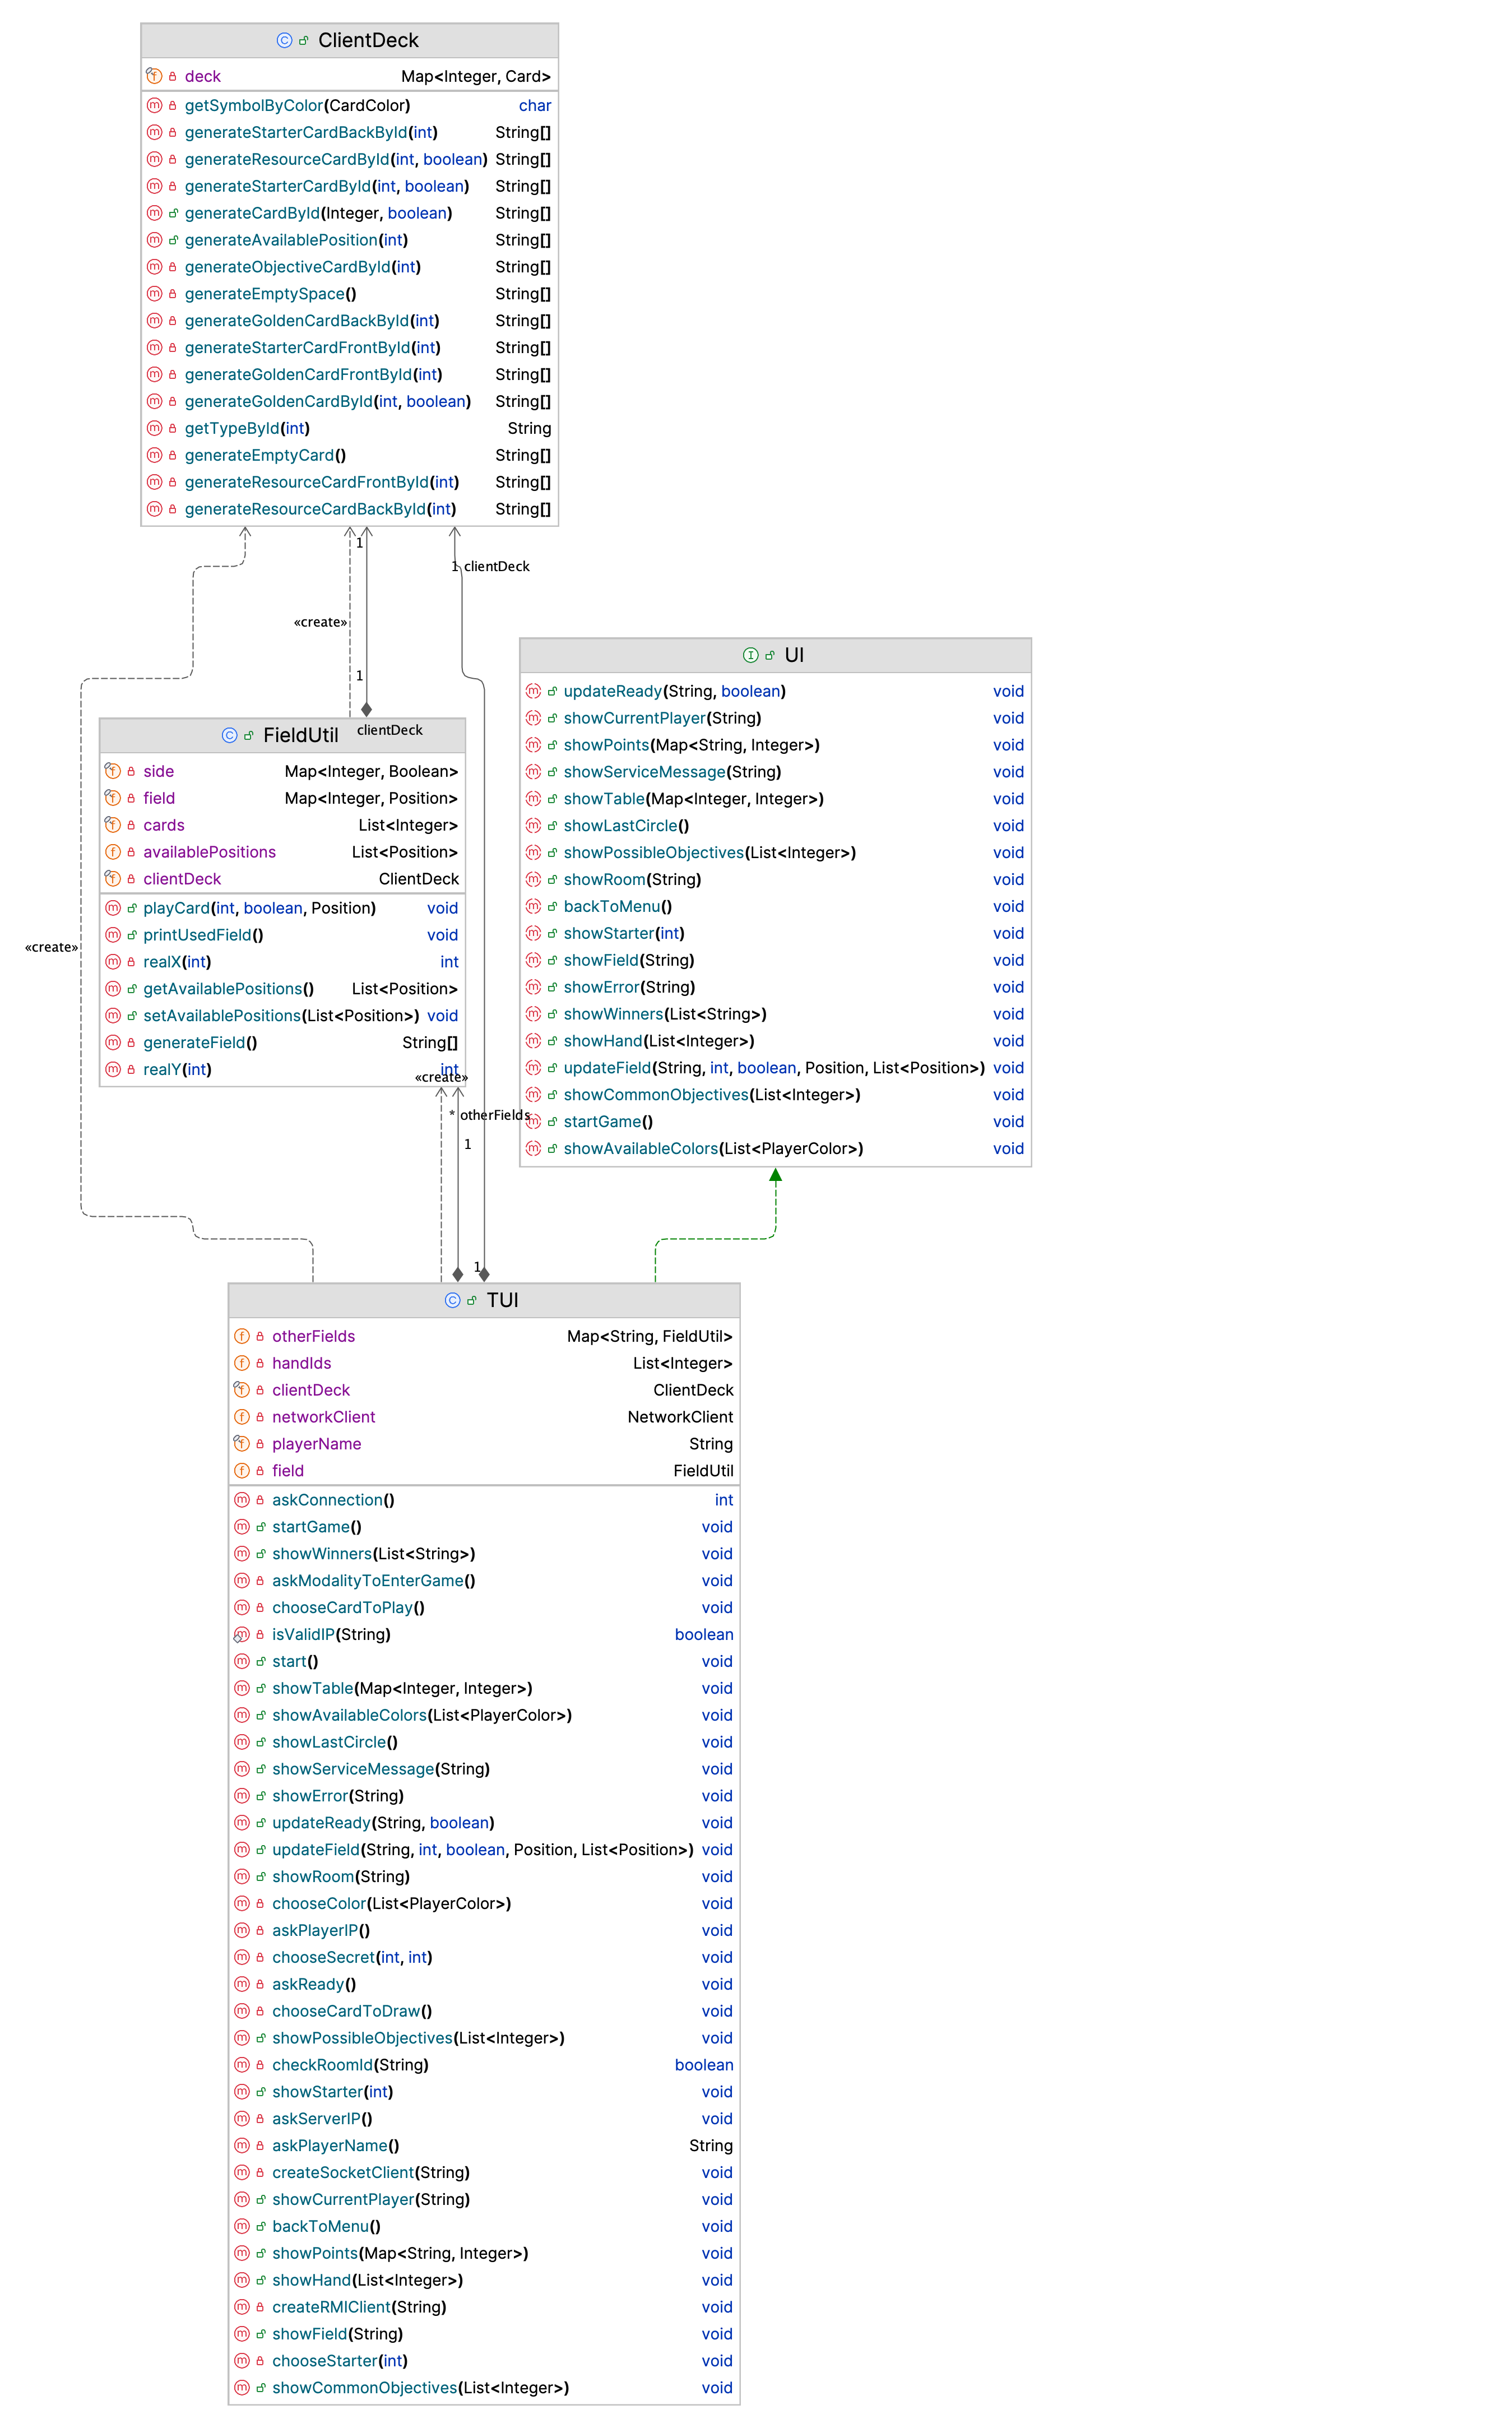 ClientDeck
deck Map<Integer, Card>
getSymbolByColor(CardColor) char
generateStarterCardBackById(int) String[]
generateResourceCardById(int, boolean) String[]
generateStarterCardById(int, boolean) String[]
generateCardById(Integer, boolean) String[]
generateAvailablePosition(int) String[]
generateObjectiveCardById(int) String[]
generateEmptySpace() String[]
generateGoldenCardBackById(int) String[]
generateStarterCardFrontById(int) String[]
generateGoldenCardFrontById(int) String[]
generateGoldenCardById(int, boolean) String[]
getTypeById(int) String
generateEmptyCard() String[]
generateResourceCardFrontById(int) String[]
generateResourceCardBackById(int) String[]
1
1 clientDeck
«create»
1
clientDeck
«create»
FieldUtil
side Map<Integer, Boolean>
field Map<Integer, Position>
cards List<Integer>
availablePositions List<Position>
clientDeck ClientDeck
playCard(int, boolean, Position) void
printUsedField() void
realX(int) int
getAvailablePositions() List<Position>
setAvailablePositions(List<Position>) void
generateField() String[]
realY(int) int
«create»
* otherFields
1
1
UI
updateReady(String, boolean) void
showCurrentPlayer(String) void
showPoints(Map<String, Integer>) void
showServiceMessage(String) void
showTable(Map<Integer, Integer>) void
showLastCircle() void
showPossibleObjectives(List<Integer>) void
showRoom(String) void
backToMenu() void
showStarter(int) void
showField(String) void
showError(String) void
showWinners(List<String>) void
showHand(List<Integer>) void
updateField(String, int, boolean, Position, List<Position>) void
showCommonObjectives(List<Integer>) void
startGame() void
showAvailableColors(List<PlayerColor>) void
TUI
otherFields Map<String, FieldUtil>
handIds List<Integer>
clientDeck ClientDeck
networkClient NetworkClient
playerName String
field FieldUtil
askConnection() int
startGame() void
showWinners(List<String>) void
askModalityToEnterGame() void
chooseCardToPlay() void
isValidIP(String) boolean
start() void
showTable(Map<Integer, Integer>) void
showAvailableColors(List<PlayerColor>) void
showLastCircle() void
showServiceMessage(String) void
showError(String) void
updateReady(String, boolean) void
updateField(String, int, boolean, Position, List<Position>) void
showRoom(String) void
chooseColor(List<PlayerColor>) void
askPlayerIP() void
chooseSecret(int, int) void
askReady() void
chooseCardToDraw() void
showPossibleObjectives(List<Integer>) void
checkRoomId(String) boolean
showStarter(int) void
askServerIP() void
askPlayerName() String
createSocketClient(String) void
showCurrentPlayer(String) void
backToMenu() void
showPoints(Map<String, Integer>) void
showHand(List<Integer>) void
createRMIClient(String) void
showField(String) void
chooseStarter(int) void
showCommonObjectives(List<Integer>) void